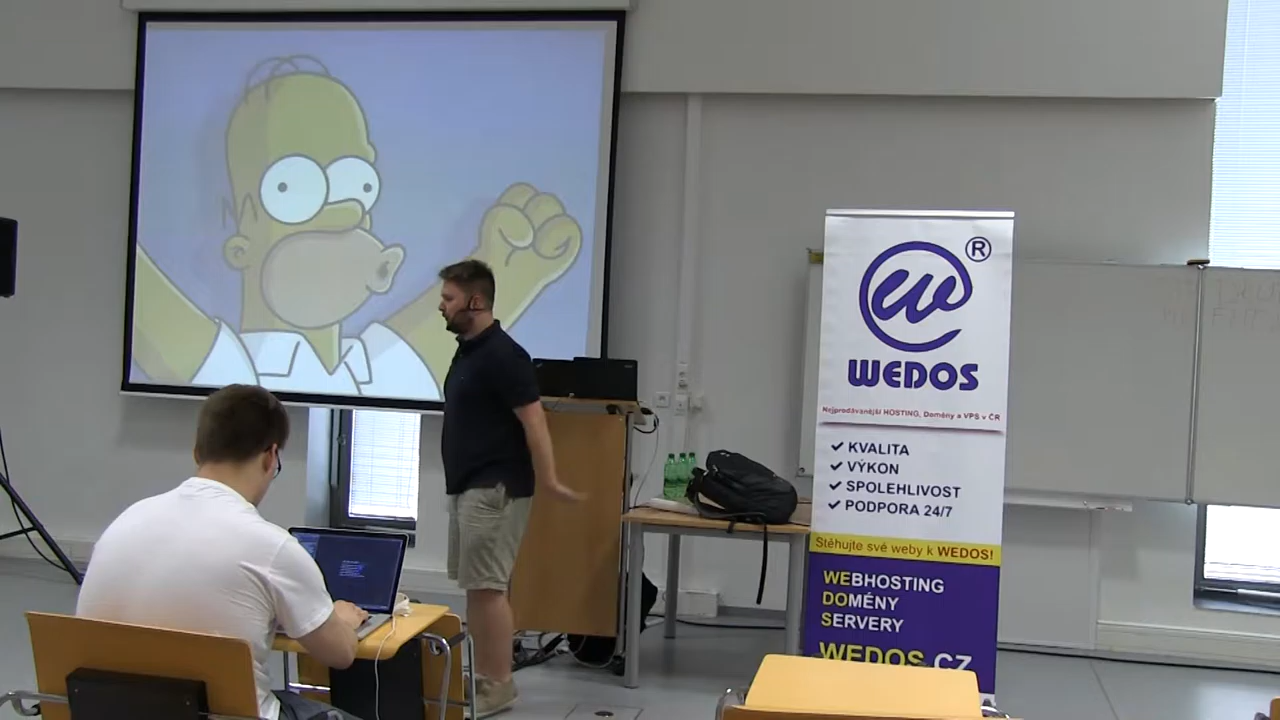 ®
WEDOS
Nejprodávanější HOSTING, Domény a VPS v ČR
KVALITA
VÝKON
SPOLEHLIVOST
PODPORA 24/7
Stěhujte své weby k WEDOS!
WEBHOSTING
DOMÉNY
SERVERY
WEDOS.CZ